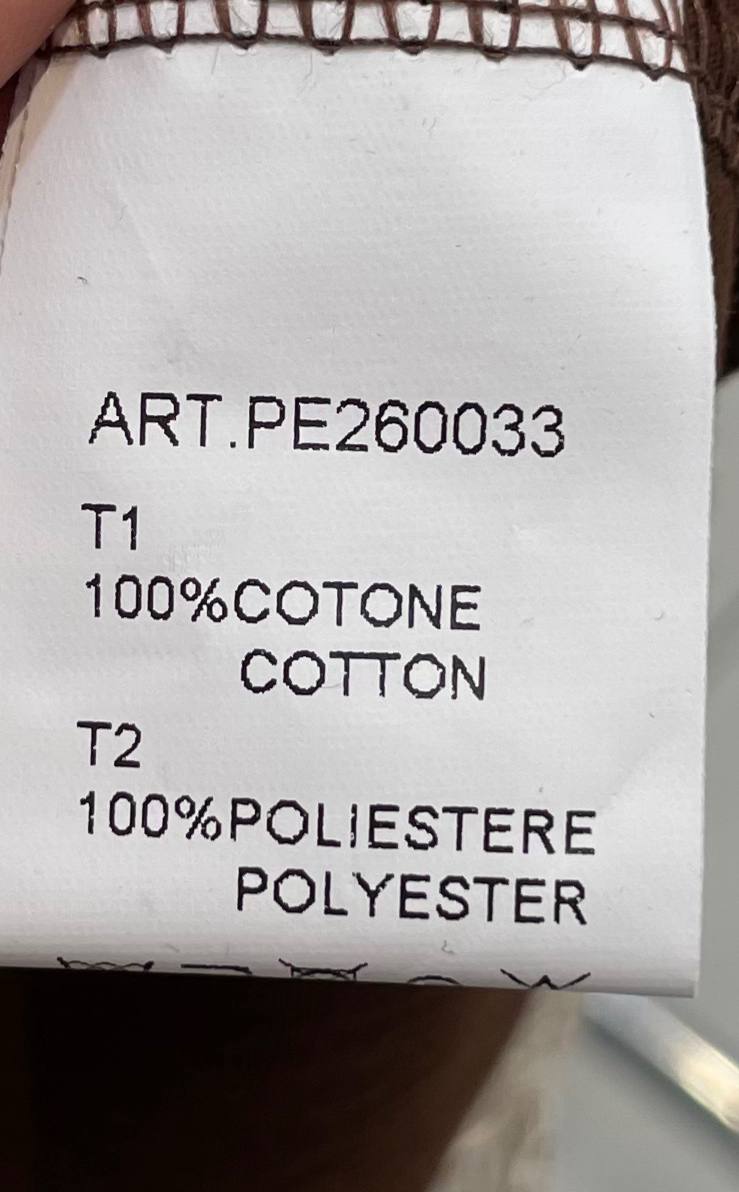 ART.PE260033
T1
100%COTONE
COTTON
T2
100%POLIESTERE
POLYESTER